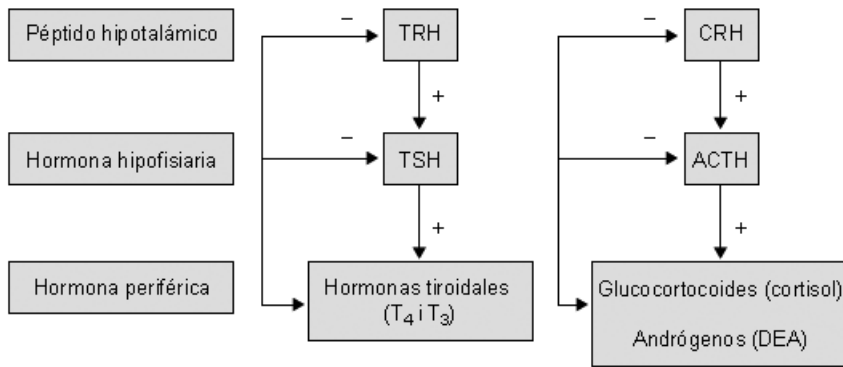 Péptido hipotalámico
TRH
CRH
–
–
+
+
Hormona hipofisiaria
TSH
ACTH
–
–
+
+
Hormona periférica
Hormonas tiroidales
(T4 i T3)
Glucocortocoides (cortisol)
Andrógenos (DEA)